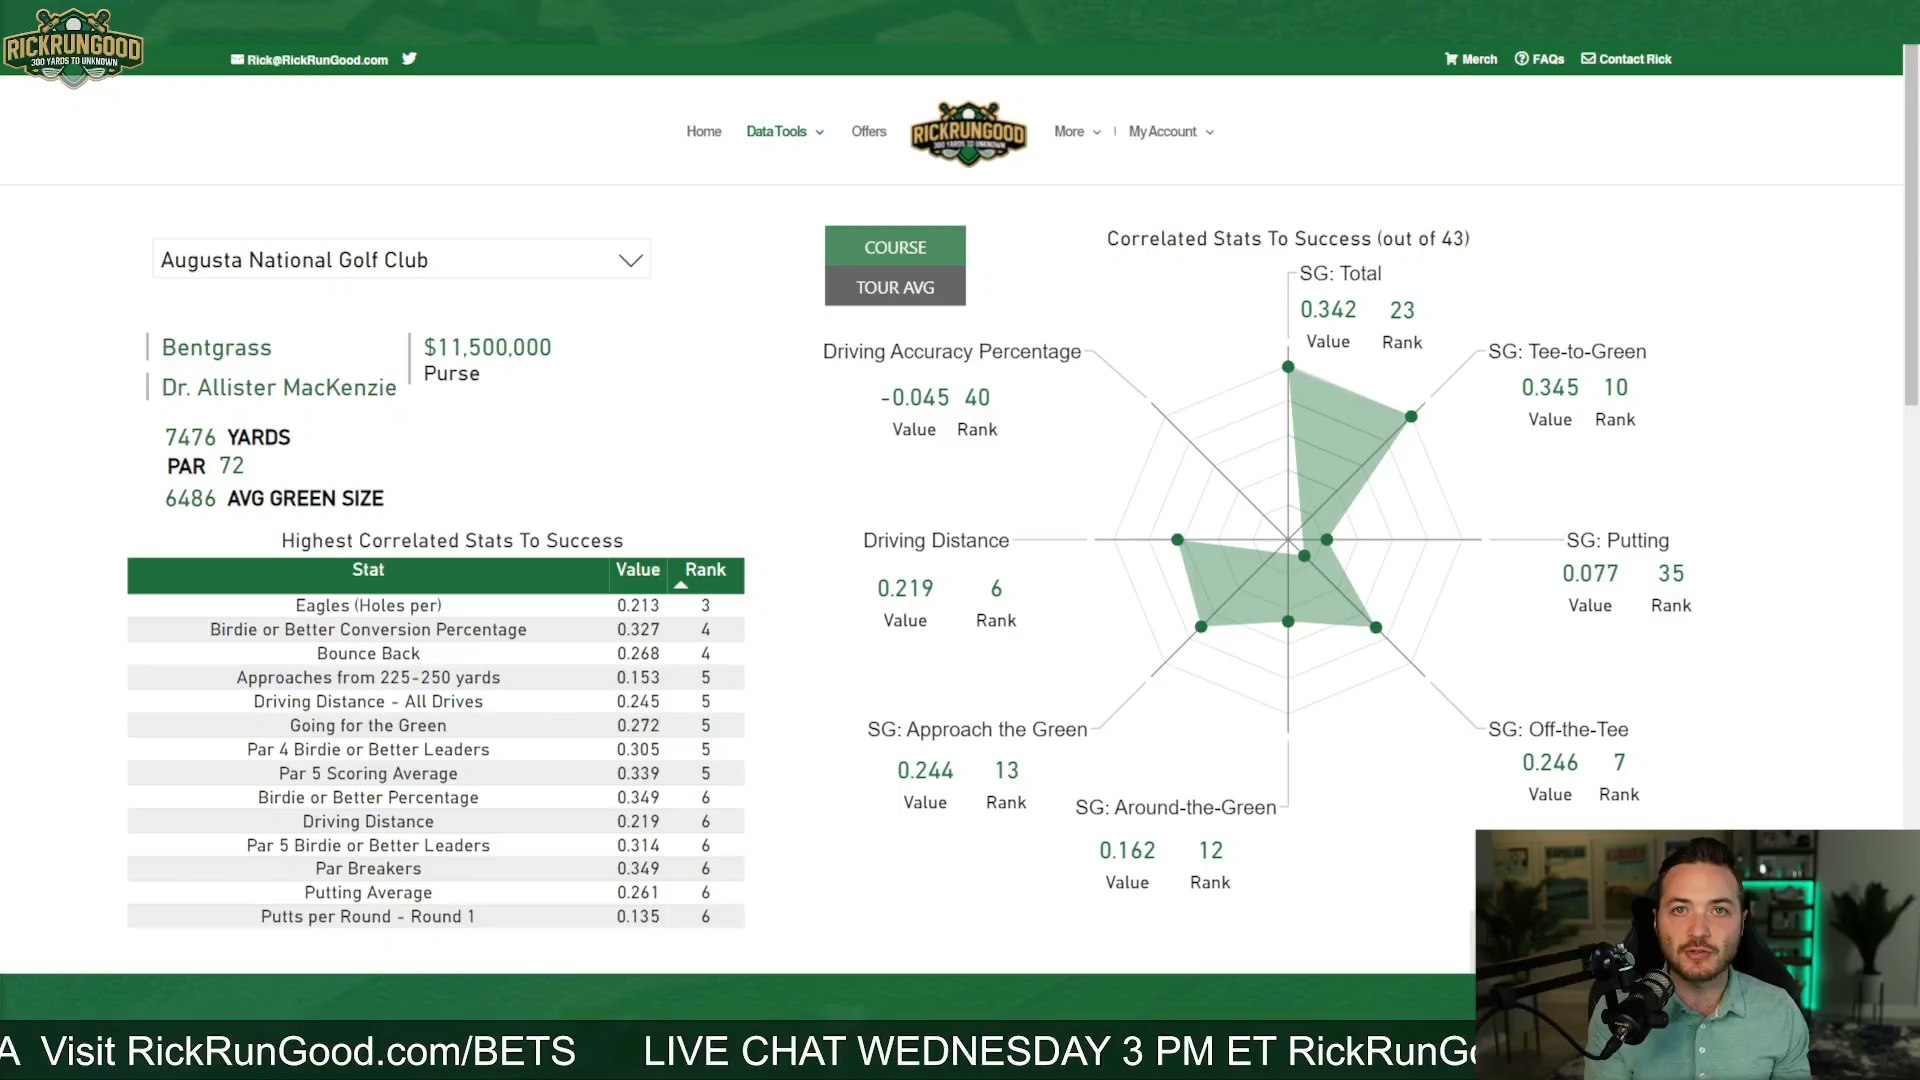 RICKRUNGOOD
300 YARDS TO UNKNOWN
Rick@RickRunGood.com
Merch
FAQs
Contact Rick
Home
Data Tools
Offers
RICKRUNGOOD
300 YARDS TO UNKNOWN
More
My Account
Augusta National Golf Club
Bentgrass
Dr. Allister MacKenzie
$11,500,000
Purse
7476 YARDS
PAR 72
6486 AVG GREEN SIZE
Highest Correlated Stats To Success
Stat Value Rank
Eagles (Holes per) 0.213 3
Birdie or Better Conversion Percentage 0.327 4
Bounce Back 0.268 4
Approaches from 225-250 yards 0.153 5
Driving Distance - All Drives 0.245 5
Going for the Green 0.272 5
Par 4 Birdie or Better Leaders 0.305 5
Par 5 Scoring Average 0.339 5
Birdie or Better Percentage 0.349 6
Driving Distance 0.219 6
Par 5 Birdie or Better Leaders 0.314 6
Par Breakers 0.349 6
Putting Average 0.261 6
Putts per Round - Round 1 0.135 6
COURSE
TOUR AVG
Correlated Stats To Success (out of 43)
SG: Total
0.342 23
Value Rank
Driving Accuracy Percentage
-0.045 40
Value Rank
SG: Tee-to-Green
0.345 10
Value Rank
Driving Distance
0.219 6
Value Rank
SG: Putting
0.077 35
Value Rank
SG: Approach the Green
0.244 13
Value Rank
SG: Off-the-Tee
0.246 7
Value Rank
SG: Around-the-Green
0.162 12
Value Rank
A Visit RickRunGood.com/BETS LIVE CHAT WEDNESDAY 3 PM ET RickRunGo